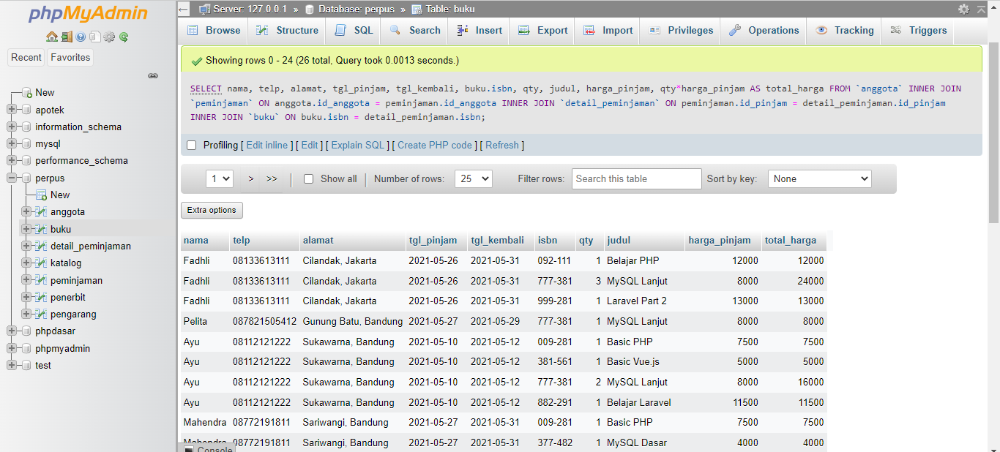 phpMyAdmin
Recent Favorites
New
apotek
information_schema
mysql
performance_schema
perpus
New
anggota
buku
detail_peminjaman
katalog
peminjaman
penerbit
pengarang
phpdasar
phpmyadmin
test
Server: 127.0.0.1 » Database: perpus » Table: buku
Browse Structure SQL Search Insert Export Import Privileges Operations Tracking Triggers
Showing rows 0 - 24 (26 total, Query took 0.0013 seconds.)
SELECT nama, telp, alamat, tgl_pinjam, tgl_kembali, buku.isbn, qty, judul, harga_pinjam, qty*harga_pinjam AS total_harga FROM `anggota` INNER JOIN
`peminjaman` ON anggota.id_anggota = peminjaman.id_anggota INNER JOIN `detail_peminjaman` ON peminjaman.id_pinjam = detail_peminjaman.id_pinjam
INNER JOIN `buku` ON buku.isbn = detail_peminjaman.isbn;
Profiling [ Edit inline ] [ Edit ] [ Explain SQL ] [ Create PHP code ] [ Refresh ]
1 > >> | Show all | Number of rows: 25 Filter rows: Search this table Sort by key: None
Extra options
nama telp alamat tgl_pinjam tgl_kembali isbn qty judul harga_pinjam total_harga
Fadhli 08133613111 Cilandak, Jakarta 2021-05-26 2021-05-31 092-111 1 Belajar PHP 12000 12000
Fadhli 08133613111 Cilandak, Jakarta 2021-05-26 2021-05-31 777-381 3 MySQL Lanjut 8000 24000
Fadhli 08133613111 Cilandak, Jakarta 2021-05-26 2021-05-31 999-281 1 Laravel Part 2 13000 13000
Pelita 087821505412 Gunung Batu, Bandung 2021-05-27 2021-05-29 777-381 1 MySQL Lanjut 8000 8000
Ayu 08112121222 Sukawarna, Bandung 2021-05-10 2021-05-12 009-281 1 Basic PHP 7500 7500
Ayu 08112121222 Sukawarna, Bandung 2021-05-10 2021-05-12 381-561 1 Basic Vue.js 5000 5000
Ayu 08112121222 Sukawarna, Bandung 2021-05-10 2021-05-12 777-381 2 MySQL Lanjut 8000 16000
Ayu 08112121222 Sukawarna, Bandung 2021-05-10 2021-05-12 882-291 1 Belajar Laravel 11500 11500
Mahendra 08772191811 Sariwangi, Bandung 2021-05-27 2021-05-31 009-281 1 Basic PHP 7500 7500
Mahendra 08772191811 Sariwangi, Bandung 2021-05-27 2021-05-31 377-482 1 MySQL Dasar 4000 4000
Console